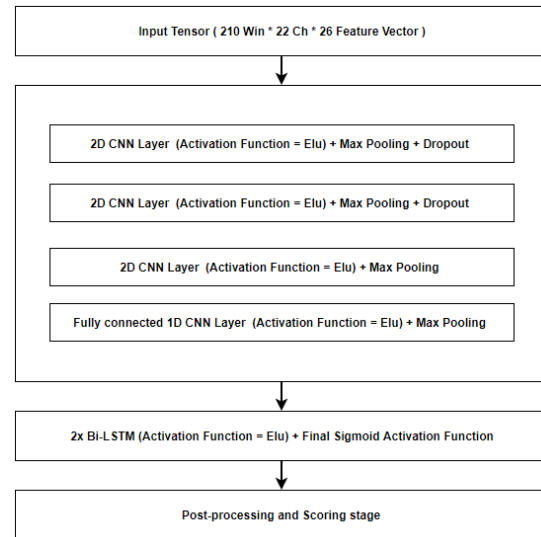 Input Tensor ( 210 Win * 22 Ch * 26 Feature Vector )
2D CNN Layer (Activation Function = Elu) + Max Pooling + Dropout
2D CNN Layer (Activation Function = Elu) + Max Pooling + Dropout
2D CNN Layer (Activation Function = Elu) + Max Pooling
Fully connected 1D CNN Layer (Activation Function = Elu) + Max Pooling
2x Bi-LSTM (Activation Function = Elu) + Final Sigmoid Activation Function
Post-processing and Scoring stage